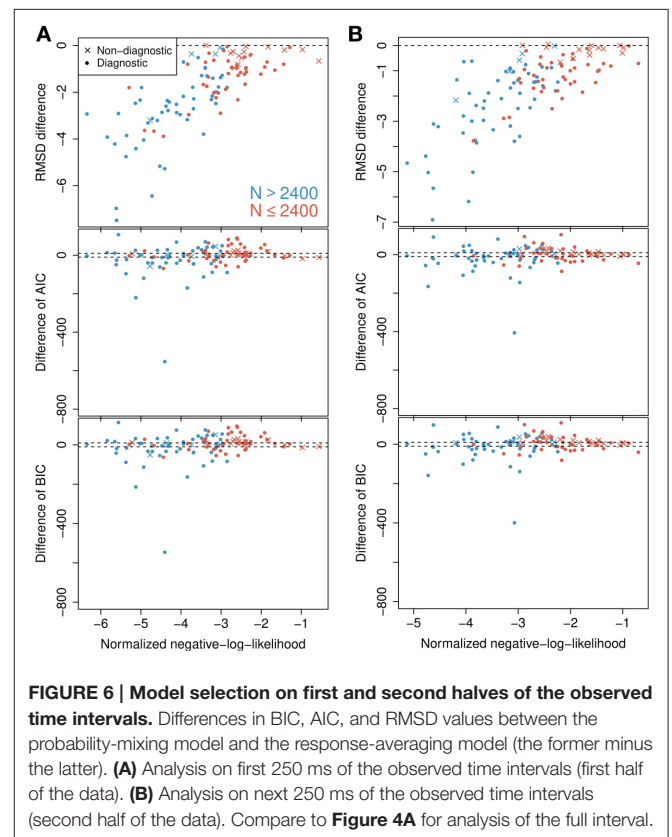 A
B
× Non−diagnostic
• Diagnostic
RMSD difference
0
−2
−4
−6
N > 2400
N ≤ 2400
RMSD difference
0
−1
−3
−5
−7
Difference of AIC
0
−400
−800
Difference of AIC
0
−400
−800
Difference of BIC
0
−400
−800
Difference of BIC
0
−400
−800
−6 −5 −4 −3 −2 −1
−5 −4 −3 −2 −1
Normalized negative−log−likelihood
Normalized negative−log−likelihood
FIGURE 6 | Model selection on first and second halves of the observed
time intervals. Differences in BIC, AIC, and RMSD values between the
probability-mixing model and the response-averaging model (the former minus
the latter). (A) Analysis on first 250 ms of the observed time intervals (first half
of the data). (B) Analysis on next 250 ms of the observed time intervals
(second half of the data). Compare to Figure 4A for analysis of the full interval.